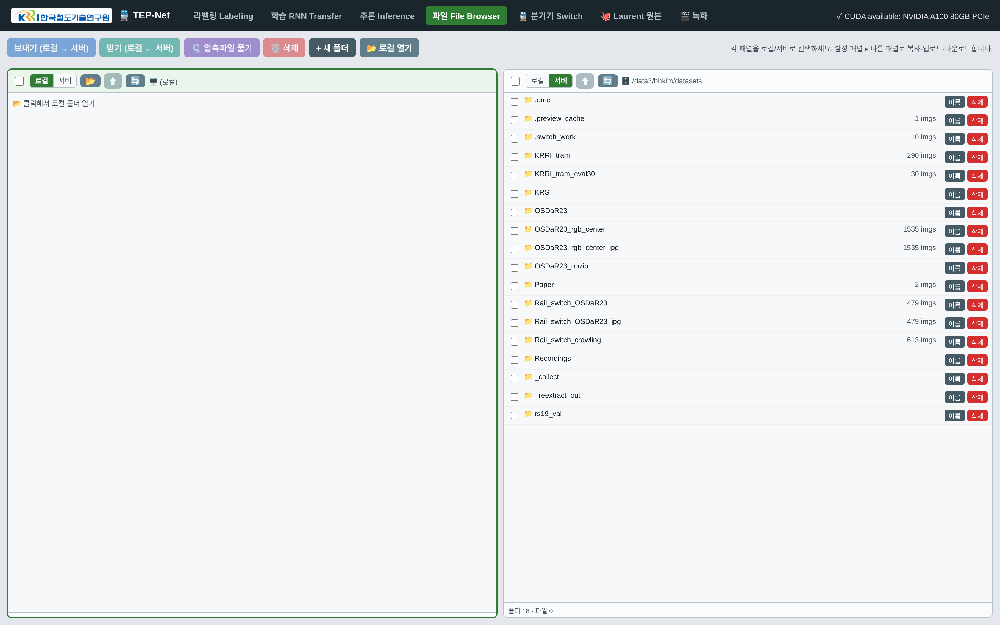 KRRI 한국철도기술연구원 TEP-Net 라벨링 Labeling 학습 RNN Transfer 추론 Inference 파일 File Browser 분기기 Switch Laurent 원본 녹화 ✓ CUDA available: NVIDIA A100 80GB PCIe
보내기 (로컬 → 서버) 받기 (로컬 ← 서버) 압축파일 풀기 삭제 + 새 폴더 로컬 열기 각 패널을 로컬/서버로 선택하세요. 활성 패널 ▸ 다른 패널로 복사·업로드·다운로드합니다.
로컬 서버 (로컬)
클릭해서 로컬 폴더 열기
로컬 서버 /data3/bhkim/datasets
.omc 이름 삭제
.preview_cache 1 imgs 이름 삭제
.switch_work 10 imgs 이름 삭제
KRRI_tram 290 imgs 이름 삭제
KRRI_tram_eval30 30 imgs 이름 삭제
KRS 이름 삭제
OSDaR23 이름 삭제
OSDaR23_rgb_center 1535 imgs 이름 삭제
OSDaR23_rgb_center_jpg 1535 imgs 이름 삭제
OSDaR23_unzip 이름 삭제
Paper 2 imgs 이름 삭제
Rail_switch_OSDaR23 479 imgs 이름 삭제
Rail_switch_OSDaR23_jpg 479 imgs 이름 삭제
Rail_switch_crawling 613 imgs 이름 삭제
Recordings 이름 삭제
_collect 이름 삭제
_reextract_out 이름 삭제
rs19_val 이름 삭제
폴더 18 · 파일 0